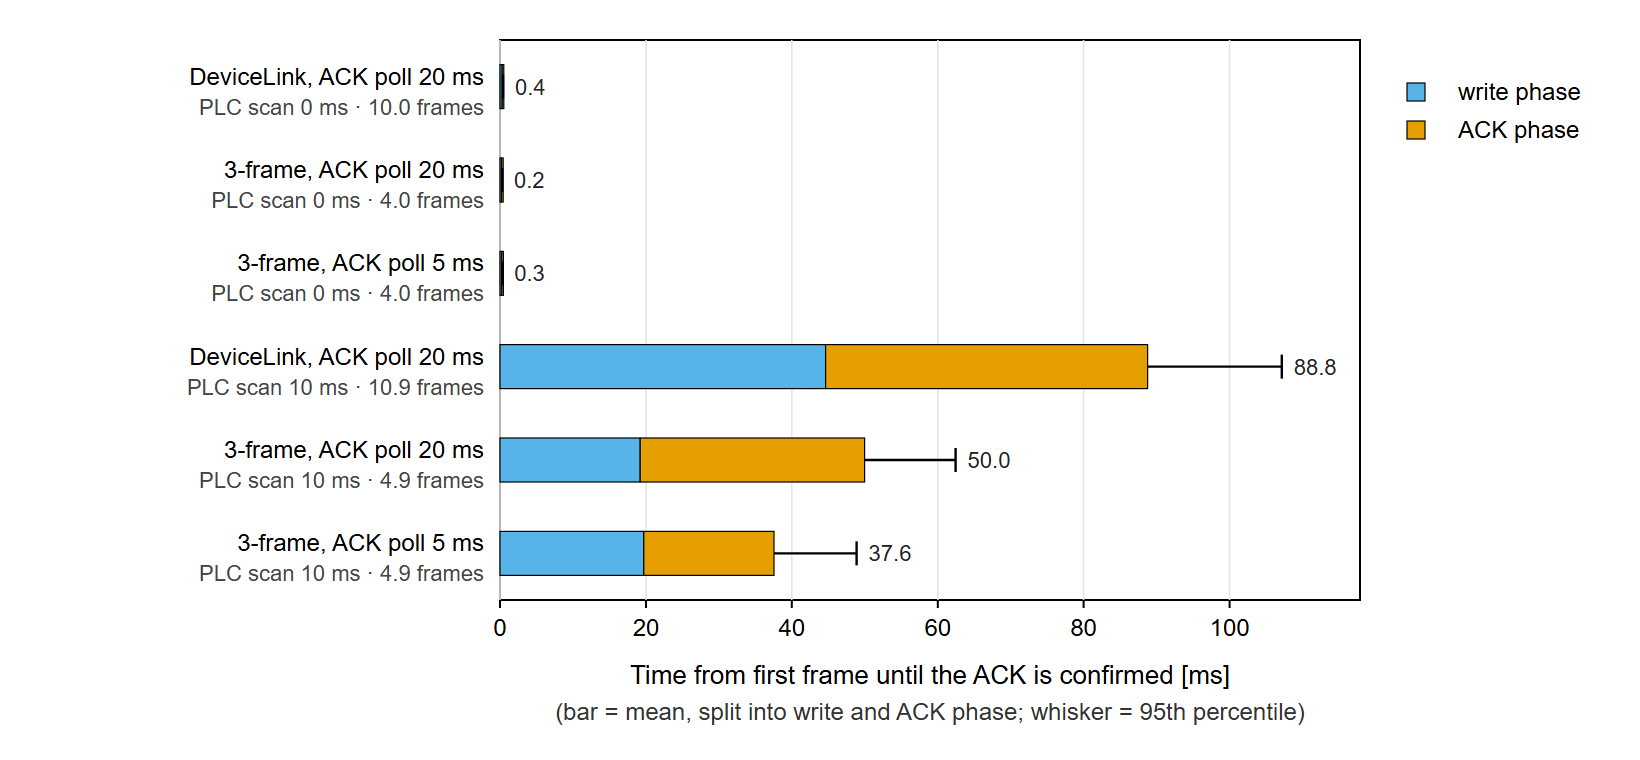 DeviceLink, ACK poll 20 ms
PLC scan 0 ms · 10.0 frames
0.4
3-frame, ACK poll 20 ms
PLC scan 0 ms · 4.0 frames
0.2
3-frame, ACK poll 5 ms
PLC scan 0 ms · 4.0 frames
0.3
DeviceLink, ACK poll 20 ms
PLC scan 10 ms · 10.9 frames
88.8
3-frame, ACK poll 20 ms
PLC scan 10 ms · 4.9 frames
50.0
3-frame, ACK poll 5 ms
PLC scan 10 ms · 4.9 frames
37.6
0 20 40 60 80 100
Time from first frame until the ACK is confirmed [ms]
(bar = mean, split into write and ACK phase; whisker = 95th percentile)
write phase
ACK phase